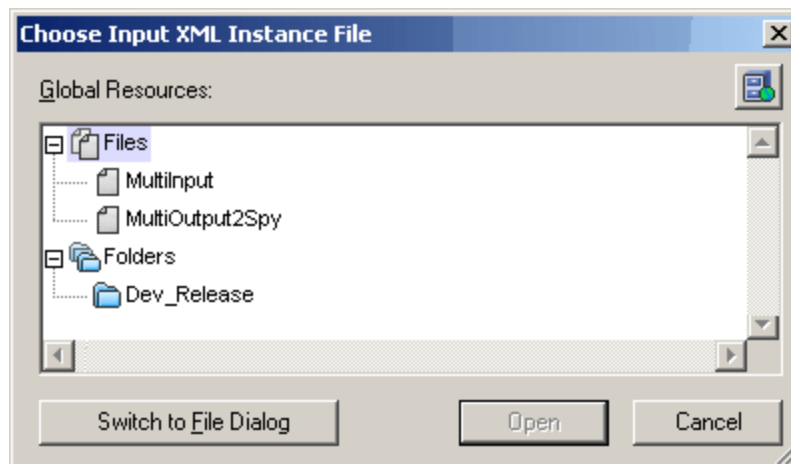 Choose Input XML Instance File
Global Resources:
Files
MultiInput
MultiOutput2Spy
Folders
Dev_Release
Switch to File Dialog
Open
Cancel